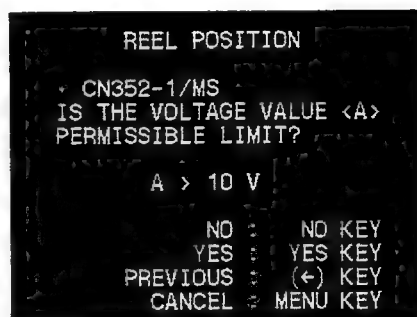 REEL POSITION
• CN352-1/MS
IS THE VOLTAGE VALUE <A>
PERMISSIBLE LIMIT?
A > 10 V
NO : NO KEY
YES : YES KEY
PREVIOUS : (←) KEY
CANCEL : MENU KEY